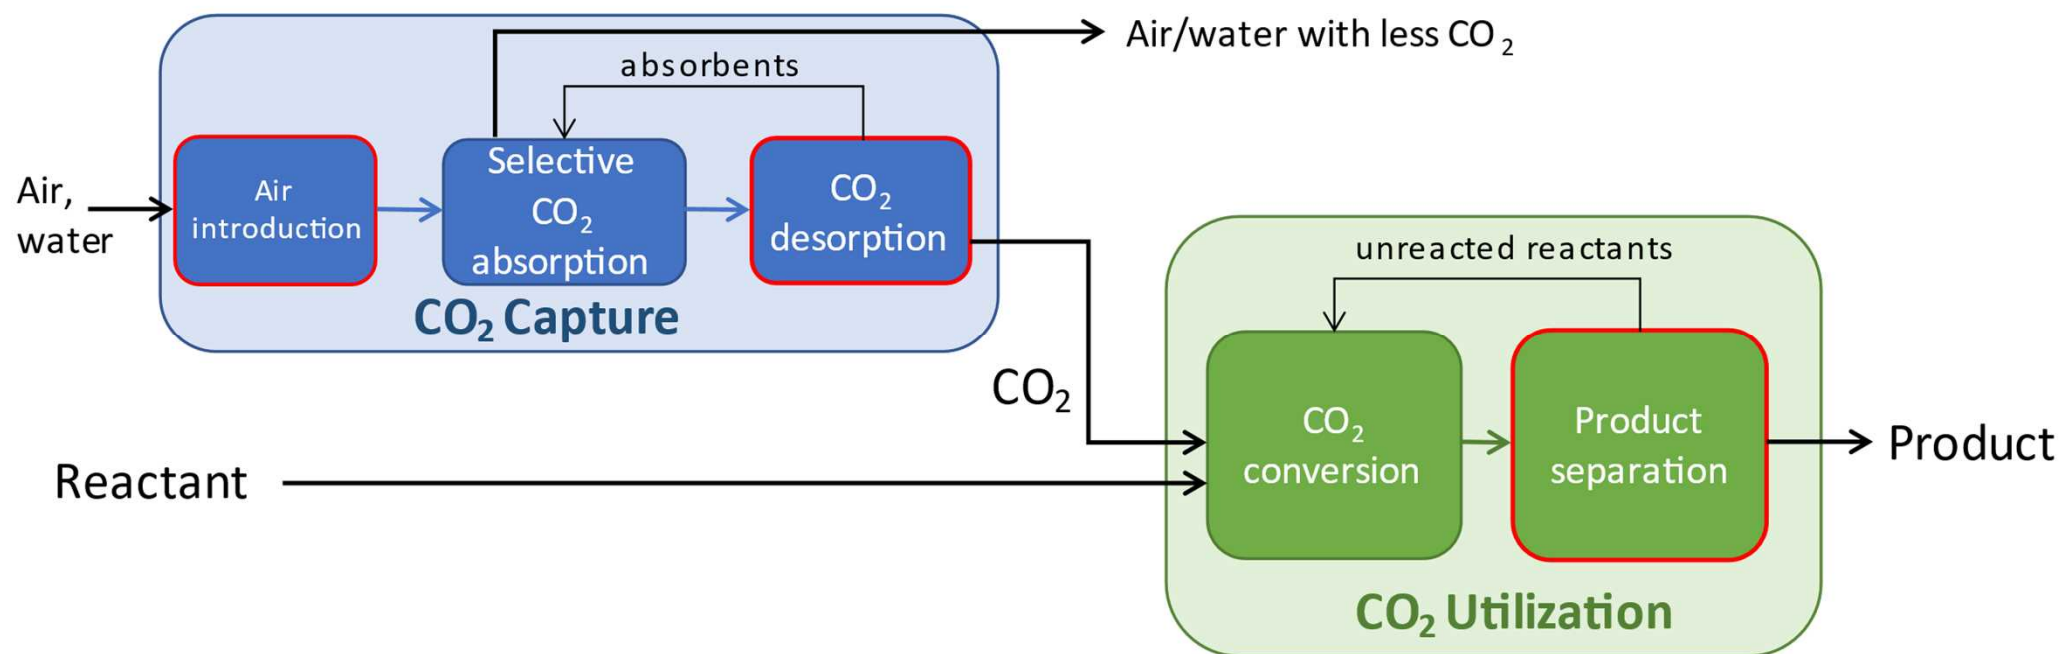 Air/water with less CO₂
absorbents
Air,
water
Air
introduction
Selective
CO₂
absorption
CO₂
desorption
CO₂ Capture
CO₂
Reactant
unreacted reactants
CO₂
conversion
Product
separation
Product
CO₂ Utilization